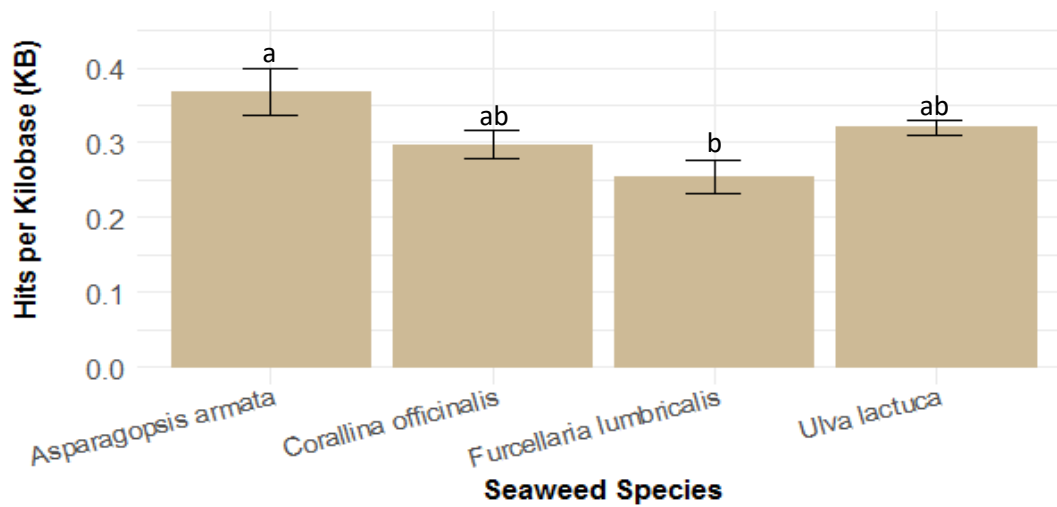 Hits per Kilobase (KB)
0.4
0.3
0.2
0.1
0.0
a
ab
b
ab
Asparagopsis armata
Corallina officinalis
Furcellaria lumbricalis
Ulva lactuca
Seaweed Species